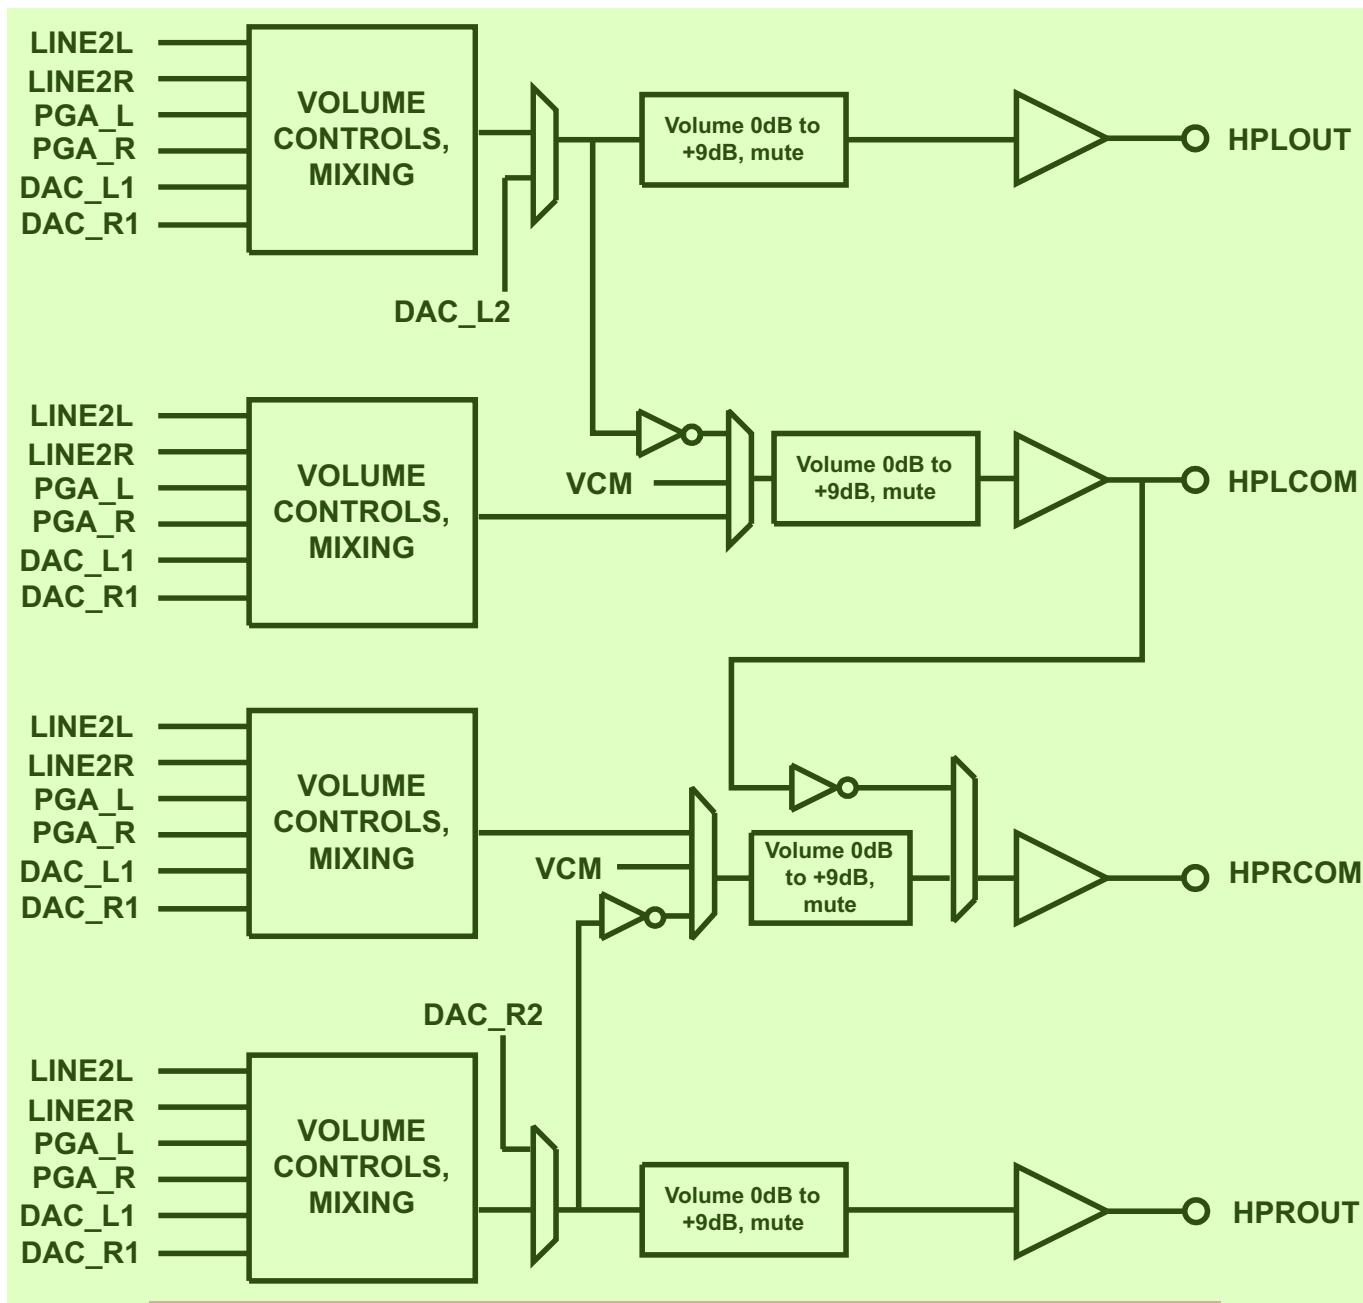 LINE2L
LINE2R
PGA_L
PGA_R
DAC_L1
DAC_R1
VOLUME
CONTROLS,
MIXING
DAC_L2
Volume 0dB to
+9dB, mute
HPLOUT
LINE2L
LINE2R
PGA_L
PGA_R
DAC_L1
DAC_R1
VOLUME
CONTROLS,
MIXING
VCM
Volume 0dB to
+9dB, mute
HPLCOM
LINE2L
LINE2R
PGA_L
PGA_R
DAC_L1
DAC_R1
VOLUME
CONTROLS,
MIXING
VCM
Volume 0dB
to +9dB,
mute
HPRCOM
DAC_R2
LINE2L
LINE2R
PGA_L
PGA_R
DAC_L1
DAC_R1
VOLUME
CONTROLS,
MIXING
Volume 0dB to
+9dB, mute
HPROUT